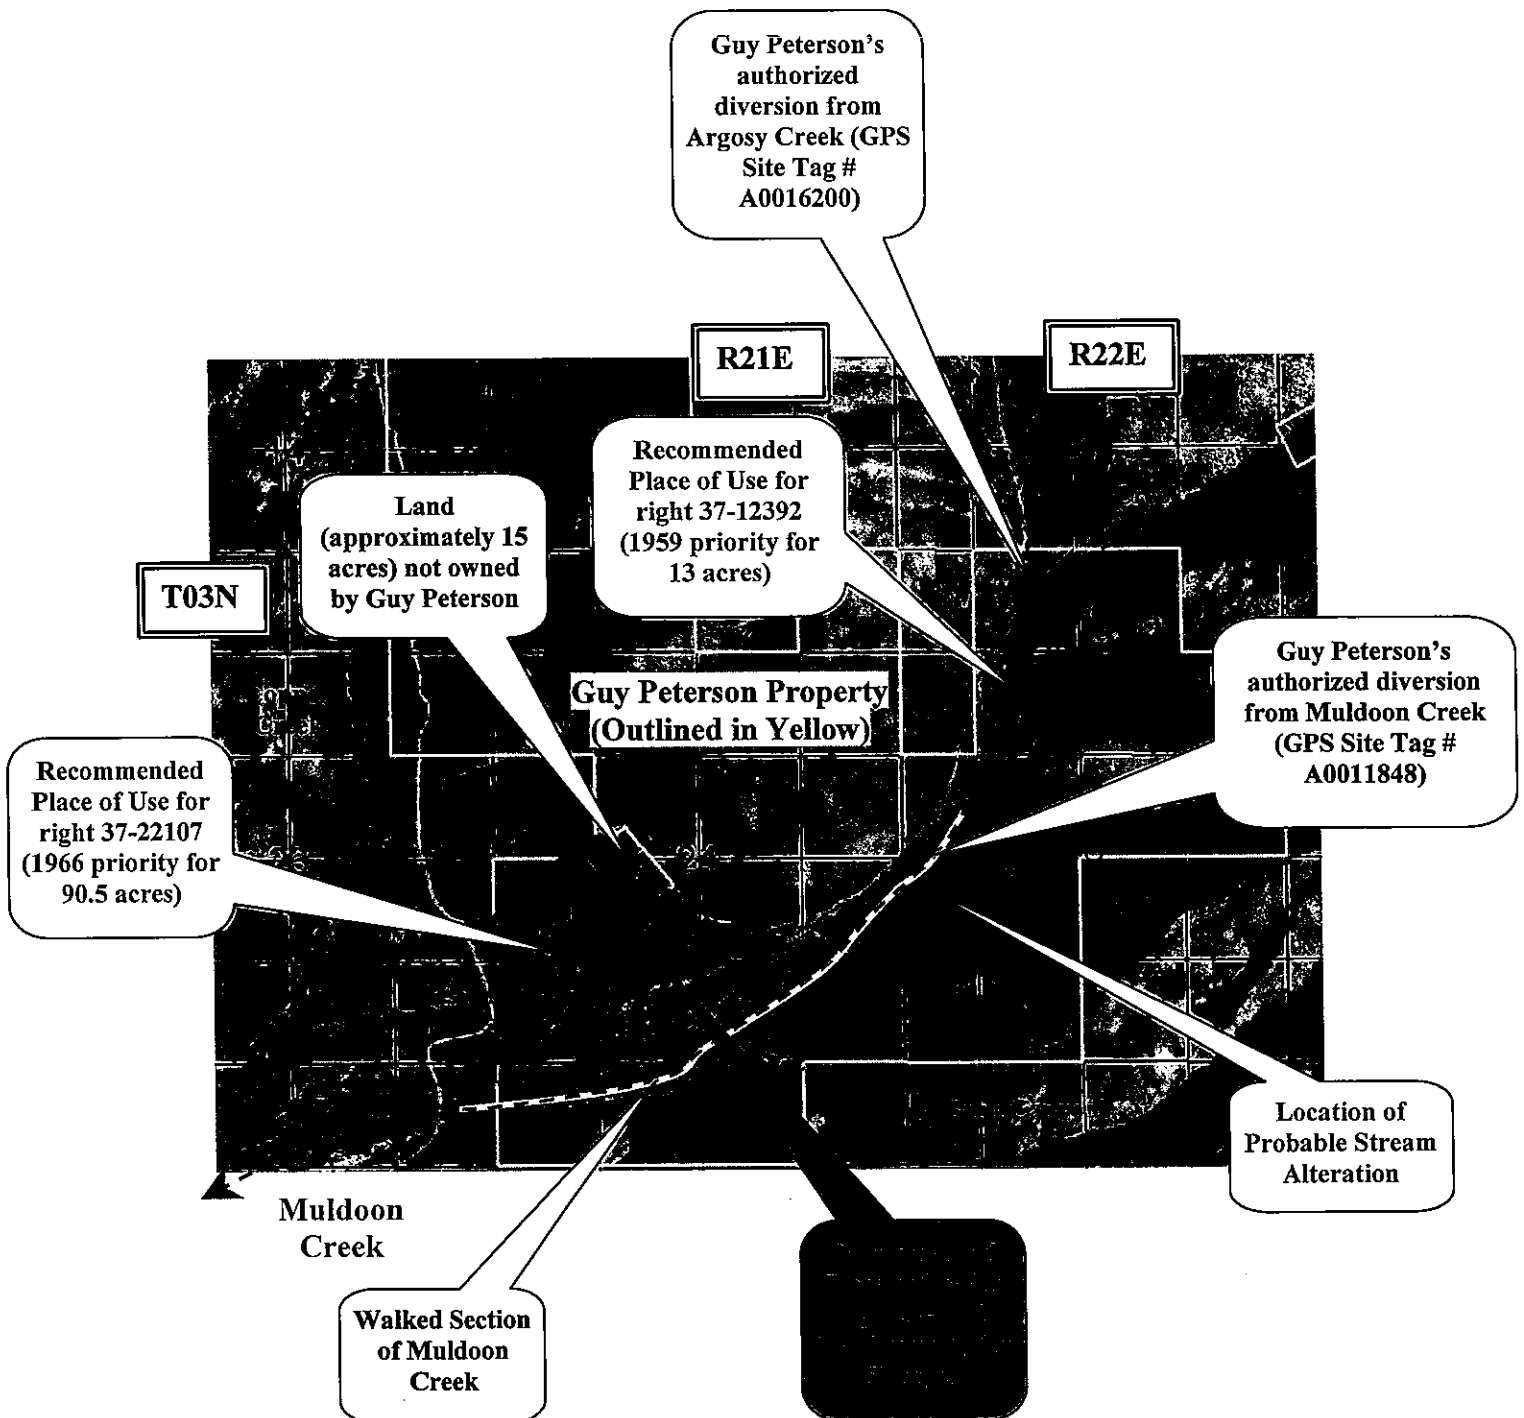 Guy Peterson's
authorized
diversion from
Argosy Creek (GPS
Site Tag #
A0016200)
R21E
R22E
Recommended
Place of Use for
right 37-12392
(1959 priority for
13 acres)
Land
(approximately 15
acres) not owned
by Guy Peterson
T03N
Guy Peterson Property
(Outlined in Yellow)
Guy Peterson's
authorized diversion
from Muldoon Creek
(GPS Site Tag #
A0011848)
Recommended
Place of Use for
right 37-22107
(1966 priority for
90.5 acres)
Location of
Probable Stream
Alteration
Muldoon
Creek
Walked Section
of Muldoon
Creek